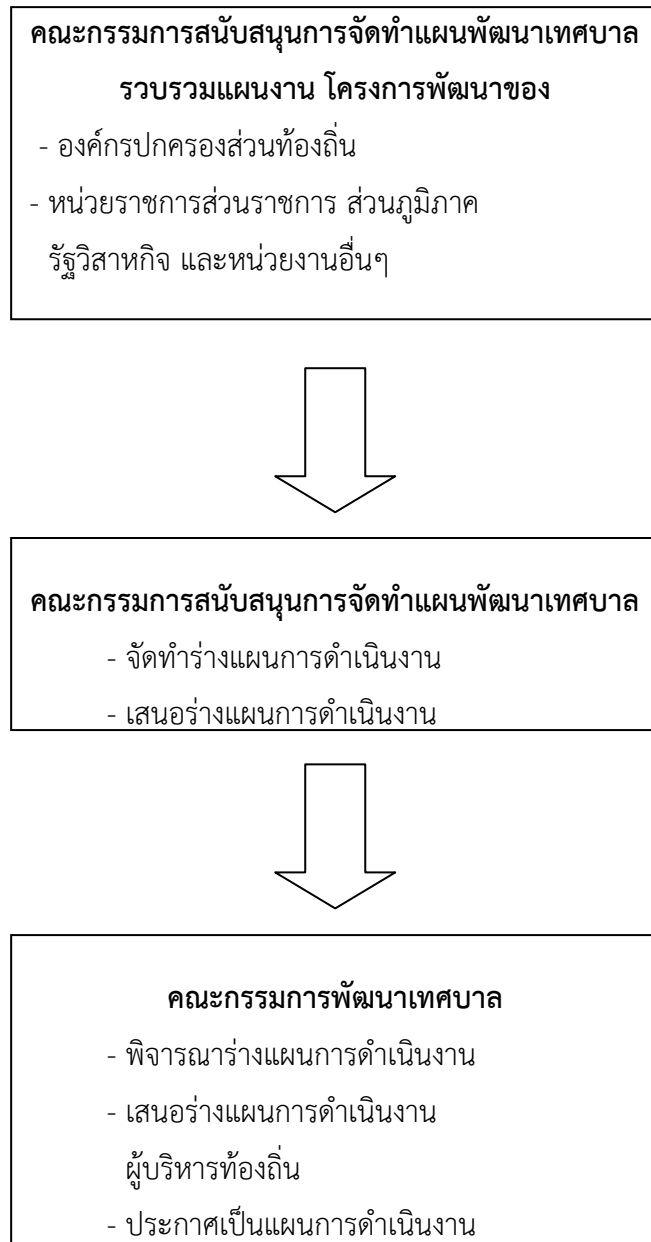 คณะกรรมการสนับสนุนการจัดทำแผนพัฒนาเทศบาล
รวบรวมแผนงาน โครงการพัฒนาของ
- องค์กรปกครองส่วนท้องถิ่น
- หน่วยราชการส่วนราชการ ส่วนภูมิภาค
รัฐวิสาหกิจ และหน่วยงานอื่นๆ
คณะกรรมการสนับสนุนการจัดทำแผนพัฒนาเทศบาล
- จัดทำร่างแผนการดำเนินงาน
- เสนอร่างแผนการดำเนินงาน
คณะกรรมการพัฒนาเทศบาล
- พิจารณาร่างแผนการดำเนินงาน
- เสนอร่างแผนการดำเนินงาน
ผู้บริหารท้องถิ่น
- ประกาศเป็นแผนการดำเนินงาน